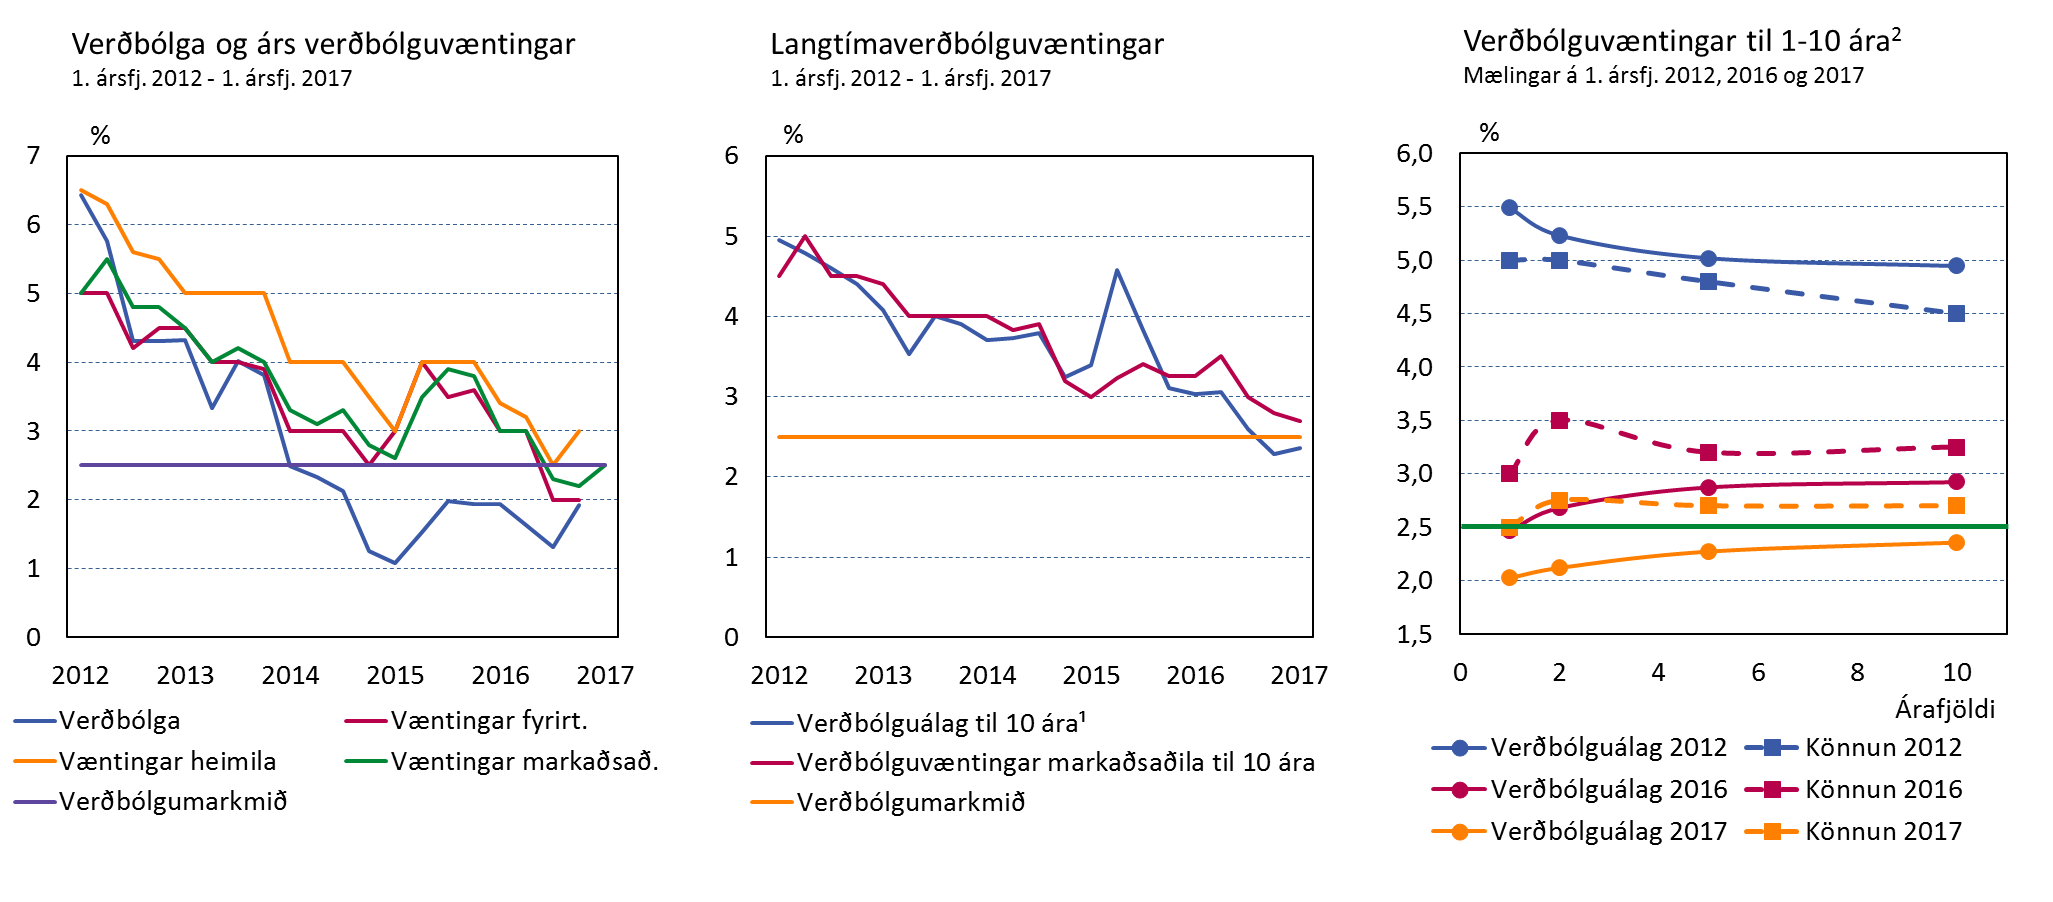 Verðbólga og árs verðbólguvæntingar
1. ársfj. 2012 - 1. ársfj. 2017
%
7
6
5
4
3
2
1
0
2012 2013 2014 2015 2016 2017
Verðbólga Væntingar fyrirt.
Væntingar heimila Væntingar markaðsað.
Verðbólgumarkmið
Langtímaverðbólguvæntingar
1. ársfj. 2012 - 1. ársfj. 2017
%
6
5
4
3
2
1
0
2012 2013 2014 2015 2016 2017
Verðbólguálag til 10 ára¹
Verðbólguvæntingar markaðsaðila til 10 ára
Verðbólgumarkmið
Verðbólguvæntingar til 1-10 ára²
Mælingar á 1. ársfj. 2012, 2016 og 2017
%
6,0
5,5
5,0
4,5
4,0
3,5
3,0
2,5
2,0
1,5
0 2 4 6 8 10
Árafjöldi
Verðbólguálag 2012 Könnun 2012
Verðbólguálag 2016 Könnun 2016
Verðbólguálag 2017 Könnun 2017